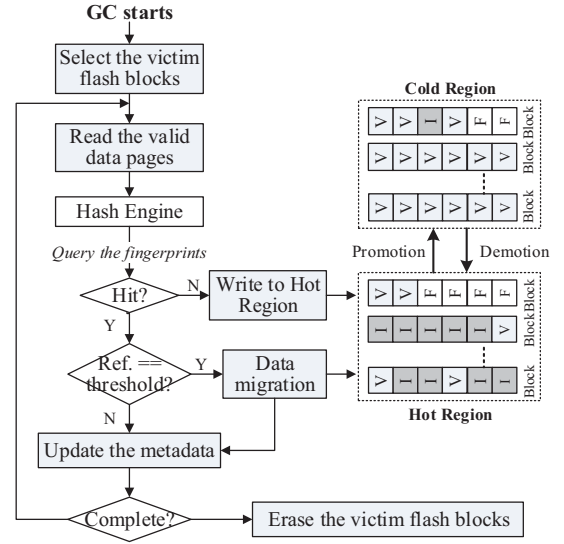 GC starts
Select the victim
flash blocks
Read the valid
data pages
Hash Engine
Query the fingerprints
Hit?
N
Write to Hot
Region
Y
Ref. ==
threshold?
Y
Data
migration
N
Update the metadata
Complete?
Erase the victim flash blocks
Cold Region
V V I V F F Block
V V V V V V Block
V V V V V V Block
Promotion
Demotion
V V F F F F Block
I I I I I V Block
V I I V I I Block
Hot Region